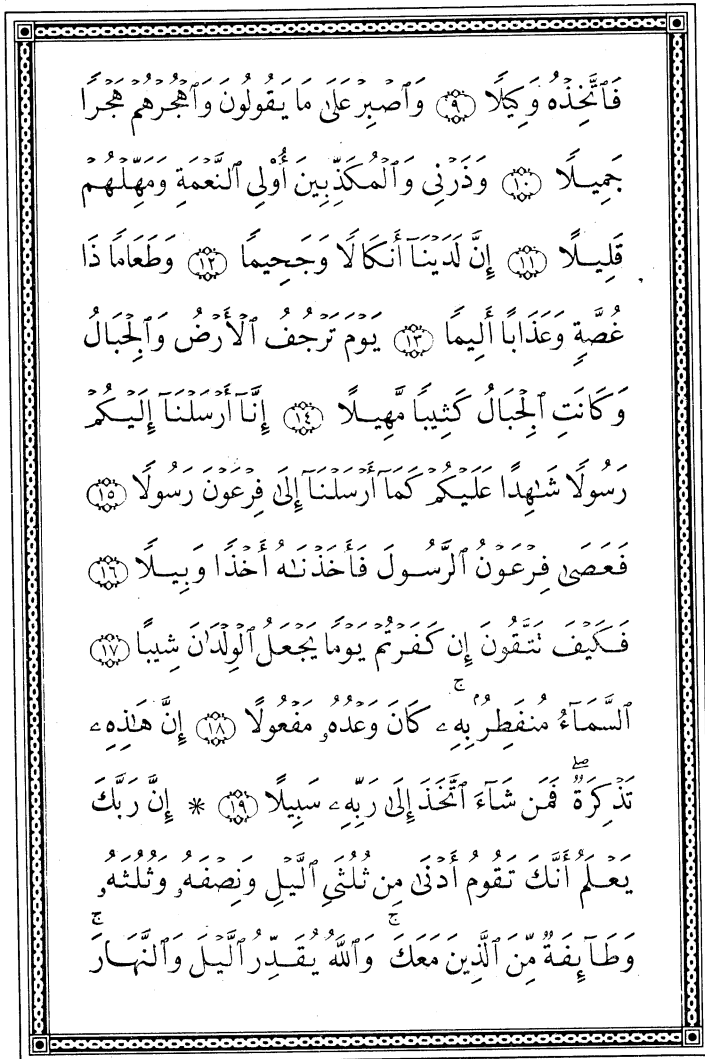 فَٱتَّخِذْهُ وَكِيلًا ٩ وَٱصْبِرْ عَلَىٰ مَا يَقُولُونَ وَٱهْجُرْهُمْ هَجْرًا
جَمِيلًا ١٠ وَذَرْنِى وَٱلْمُكَذِّبِينَ أُو۟لِى ٱلنَّعْمَةِ وَمَهِّلْهُمْ
قَلِيلًا ١١ إِنَّ لَدَيْنَآ أَنكَالًا وَجَحِيمًا ١٢ وَطَعَامًا ذَا
غُصَّةٍ وَعَذَابًا أَلِيمًا ١٣ يَوْمَ تَرْجُفُ ٱلْأَرْضُ وَٱلْجِبَالُ
وَكَانَتِ ٱلْجِبَالُ كَثِيبًا مَّهِيلًا ١٤ إِنَّآ أَرْسَلْنَآ إِلَيْكُمْ
رَسُولًا شَـٰهِدًا عَلَيْكُمْ كَمَآ أَرْسَلْنَآ إِلَىٰ فِرْعَوْنَ رَسُولًا ١٥
فَعَصَىٰ فِرْعَوْنُ ٱلرَّسُولَ فَأَخَذْنَـٰهُ أَخْذًا وَبِيلًا ١٦
فَكَيْفَ تَتَّقُونَ إِن كَفَرْتُمْ يَوْمًا يَجْعَلُ ٱلْوِلْدَٰنَ شِيبًا ١٧
ٱلسَّمَآءُ مُنفَطِرٌۢ بِهِۦ ۚ كَانَ وَعْدُهُۥ مَفْعُولًا ١٨ إِنَّ هَـٰذِهِۦ
تَذْكِرَةٌ ۖ فَمَن شَآءَ ٱتَّخَذَ إِلَىٰ رَبِّهِۦ سَبِيلًا ١٩ * إِنَّ رَبَّكَ
يَعْلَمُ أَنَّكَ تَقُومُ أَدْنَىٰ مِن ثُلُثَىِ ٱلَّيْلِ وَنِصْفَهُۥ وَثُلُثَهُۥ
وَطَآئِفَةٌ مِّنَ ٱلَّذِينَ مَعَكَ ۚ وَٱللَّهُ يُقَدِّرُ ٱلَّيْلَ وَٱلنَّهَارَ ۚ